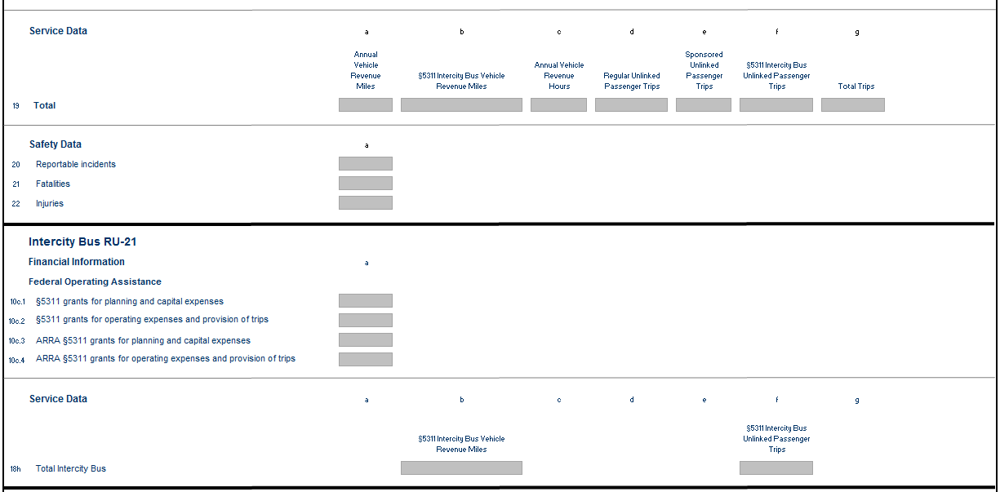 Service Data a b c d e f g
Annual Vehicle Revenue Miles §5311 Intercity Bus Vehicle Revenue Miles Annual Vehicle Revenue Hours Regular Unlinked Passenger Trips Sponsored Unlinked Passenger Trips §5311 Intercity Bus Unlinked Passenger Trips Total Trips
19 Total
Safety Data a
20 Reportable incidents
21 Fatalities
22 Injuries
Intercity Bus RU-21
Financial Information a
Federal Operating Assistance
10c.1 §5311 grants for planning and capital expenses
10c.2 §5311 grants for operating expenses and provision of trips
10c.3 ARRA §5311 grants for planning and capital expenses
10c.4 ARRA §5311 grants for operating expenses and provision of trips
Service Data a b c d e f g
§5311 Intercity Bus Vehicle Revenue Miles §5311 Intercity Bus Unlinked Passenger Trips
18h Total Intercity Bus